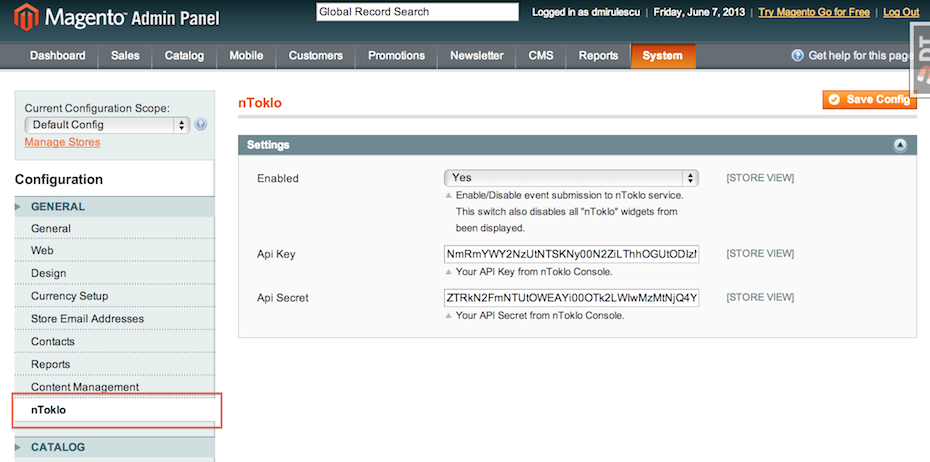 Magento Admin Panel
Global Record Search
Logged in as dmirulescu | Friday, June 7, 2013 | Try Magento Go for Free | Log Out
Dashboard Sales Catalog Mobile Customers Promotions Newsletter CMS Reports System Get help for this page
Current Configuration Scope:
Default Config
Manage Stores
Configuration
GENERAL
General
Web
Design
Currency Setup
Store Email Addresses
Contacts
Reports
Content Management
nToklo
CATALOG
nToklo
Save Config
Settings
Enabled Yes [STORE VIEW]
Enable/Disable event submission to nToklo service.
This switch also disables all "nToklo" widgets from
been displayed.
Api Key [STORE VIEW]
Your API Key from nToklo Console.
Api Secret [STORE VIEW]
Your API Secret from nToklo Console.